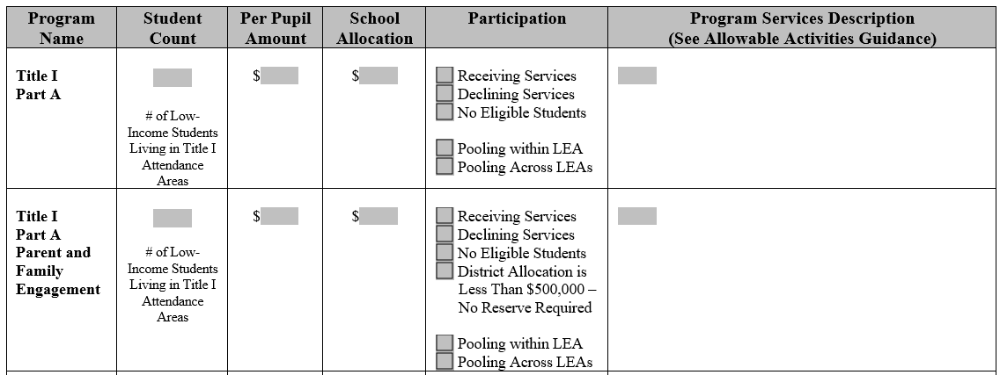 Program Name
Student Count
Per Pupil Amount
School Allocation
Participation
Program Services Description
(See Allowable Activities Guidance)
Title I
Part A
# of Low-
Income Students
Living in Title I
Attendance
Areas
$
$
Receiving Services
Declining Services
No Eligible Students
Pooling within LEA
Pooling Across LEAs
Title I
Part A
Parent and
Family
Engagement
# of Low-
Income Students
Living in Title I
Attendance
Areas
$
$
Receiving Services
Declining Services
No Eligible Students
District Allocation is
Less Than $500,000 –
No Reserve Required
Pooling within LEA
Pooling Across LEAs